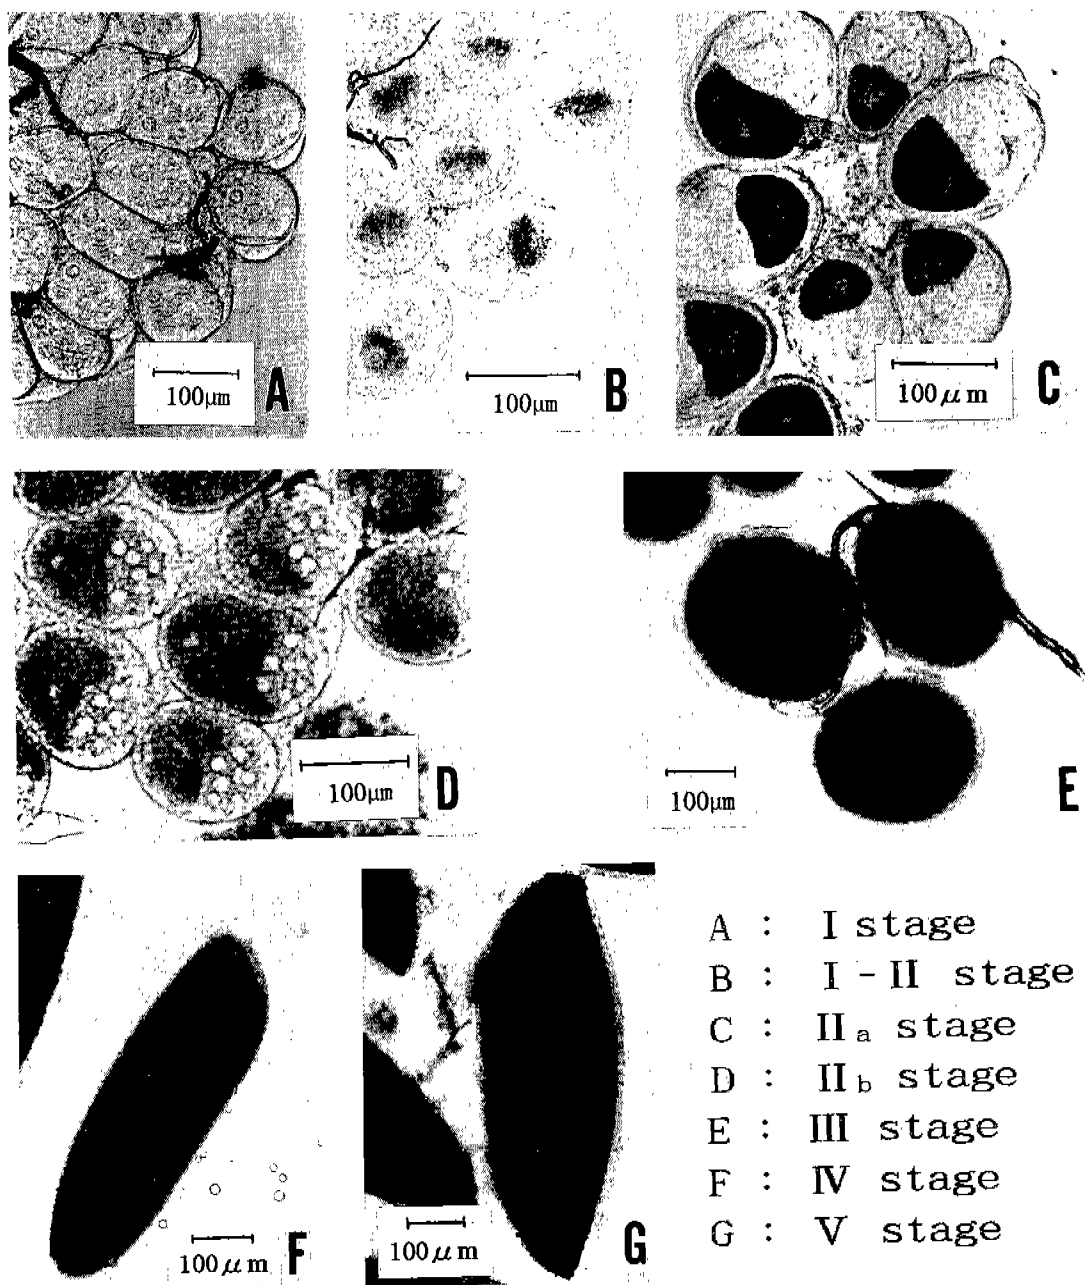 100μm A
100μm B
100μm C
100μm D
100μm E
100μm F
100μm G
A : I stage
B : I-II stage
C : IIa stage
D : IIb stage
E : III stage
F : IV stage
G : V stage